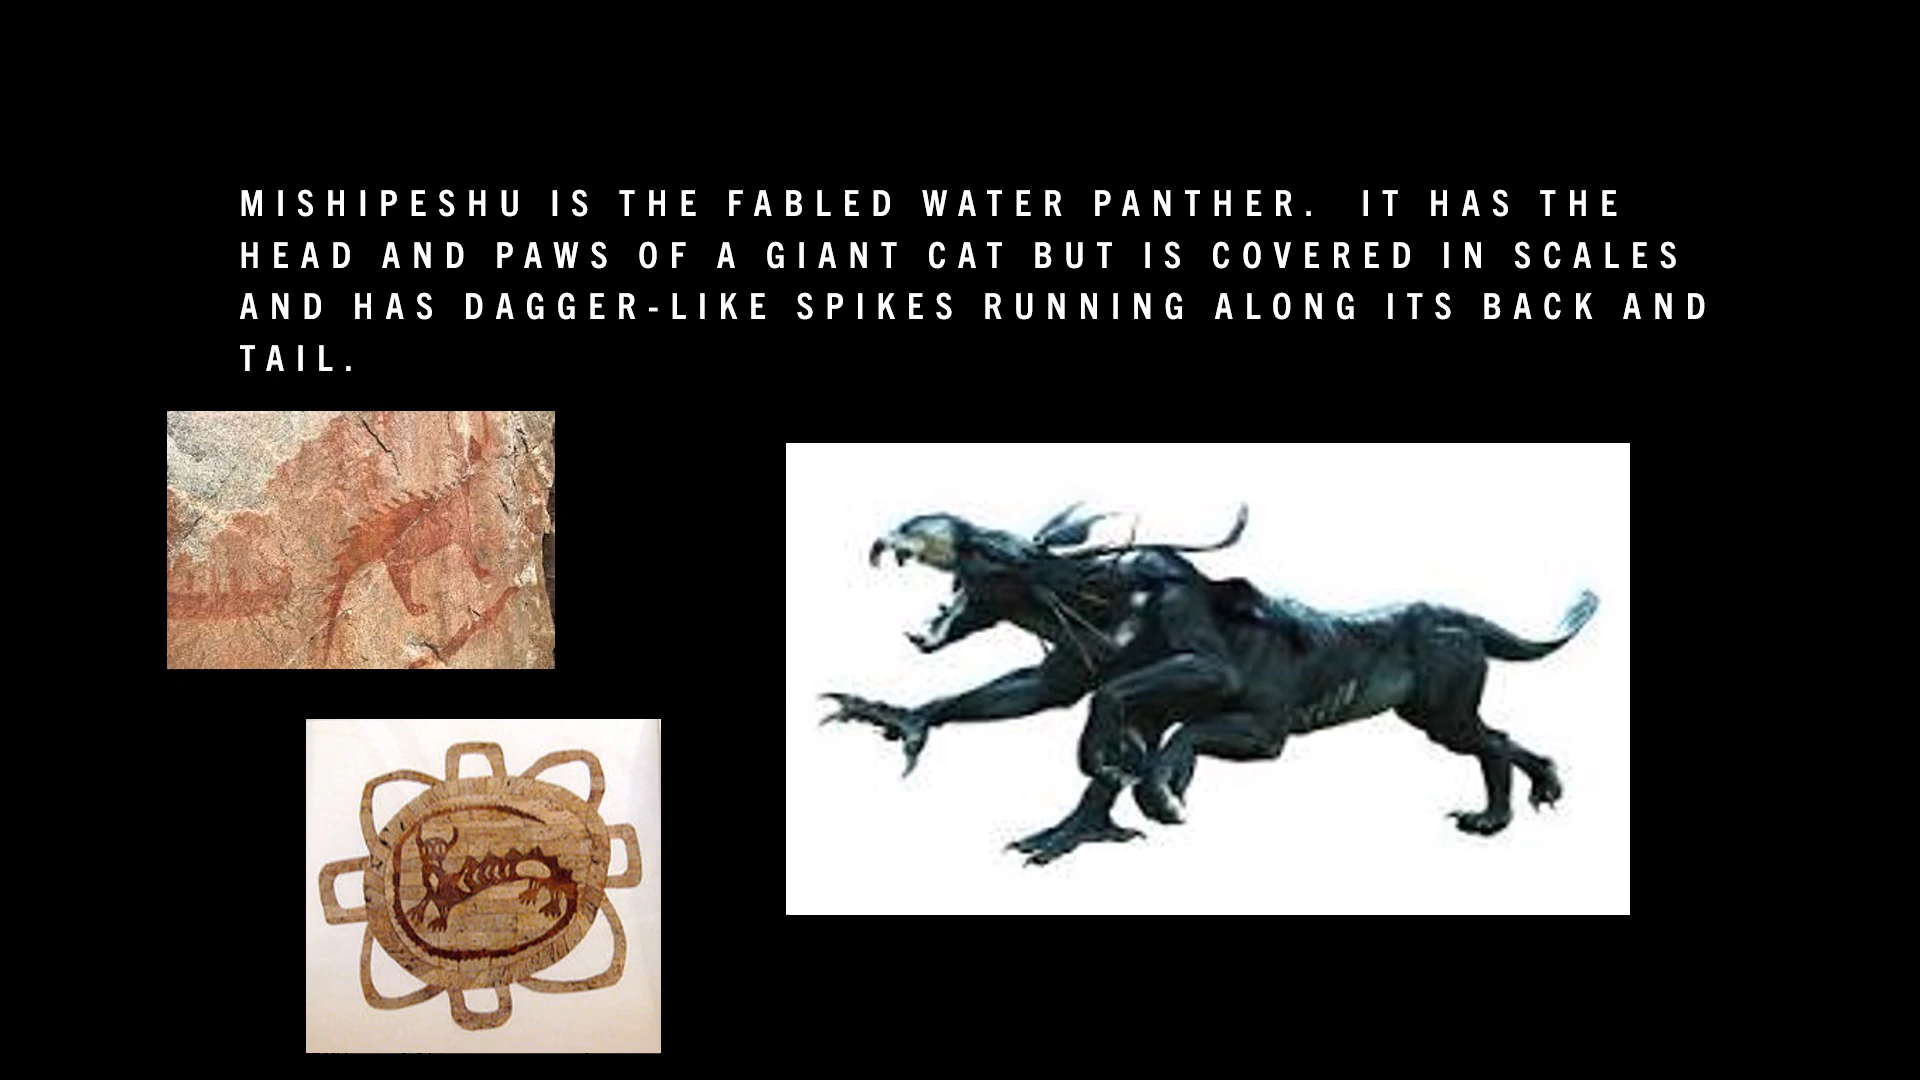 MISHIPESHU IS THE FABLED WATER PANTHER.  IT HAS THE
HEAD AND PAWS OF A GIANT CAT BUT IS COVERED IN SCALES
AND HAS DAGGER-LIKE SPIKES RUNNING ALONG ITS BACK AND
TAIL.